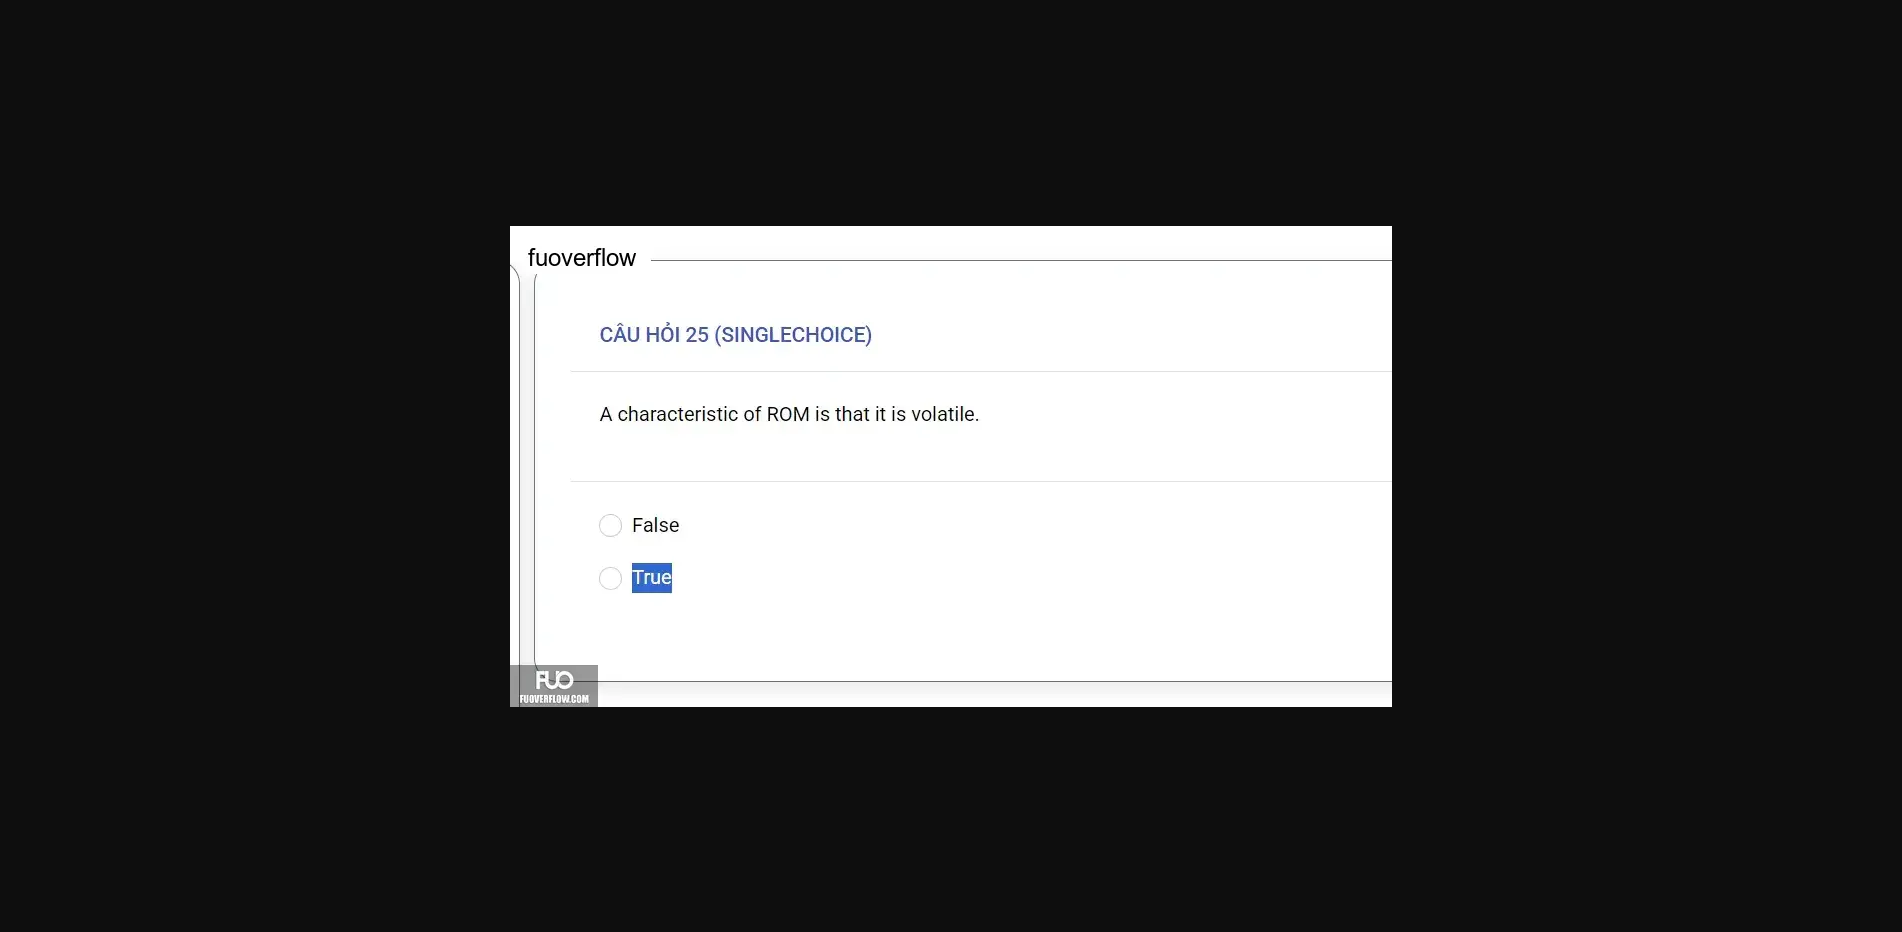 fuoverflow
CÂU HỎI 25 (SINGLECHOICE)
A characteristic of ROM is that it is volatile.
False
True
FUO
FUOVERFLOW.COM